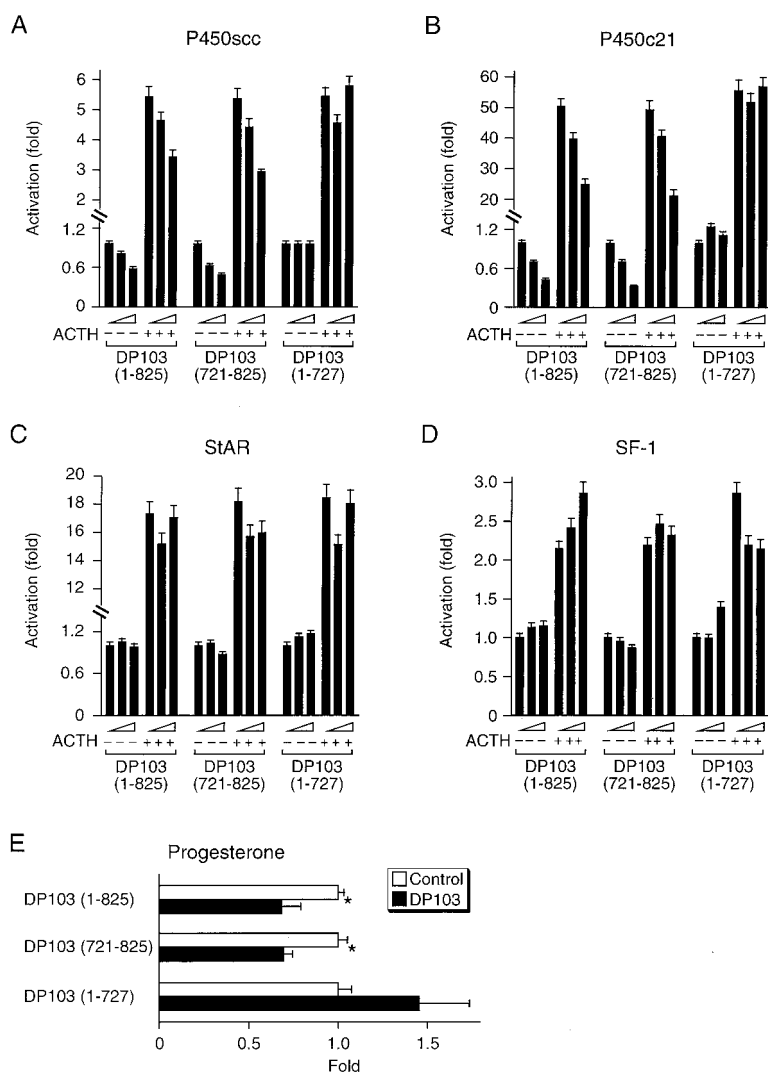 A
P450scc
Activation (fold)
6
5
4
3
2
1.2
0.6
0
ACTH
- - - + + + - - - + + + - - - + + +
DP103 (1-825)
DP103 (721-825)
DP103 (1-727)
B
P450c21
Activation (fold)
60
50
40
30
20
1.2
0.6
0
- - - + + + - - - + + + - - - + + +
DP103 (1-825)
DP103 (721-825)
DP103 (1-727)
C
StAR
Activation (fold)
20
18
16
14
12
1.2
0.6
0
ACTH
- - - + + + - - - + + + - - - + + +
DP103 (1-825)
DP103 (721-825)
DP103 (1-727)
D
SF-1
Activation (fold)
3.0
2.5
2.0
1.5
1.0
0
ACTH
- - - + + + - - - + + + - - - + + +
DP103 (1-825)
DP103 (721-825)
DP103 (1-727)
E
Progesterone
Control
DP103
DP103 (1-825)
*
DP103 (721-825)
*
DP103 (1-727)
0 1.0 1.5
Fold